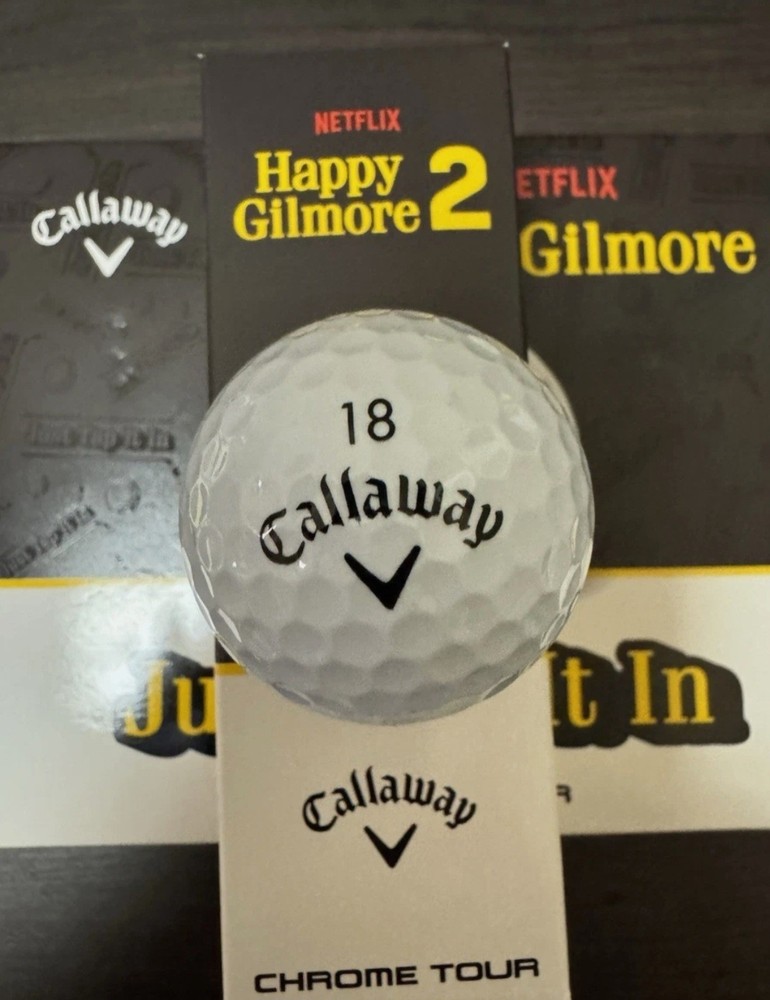 NETFLIX
Happy
Gilmore 2
Callaway
ETFLIX
Gilmore
Just Tap It In
18
Callaway
Ju
It In
R
Callaway
CHROME TOUR